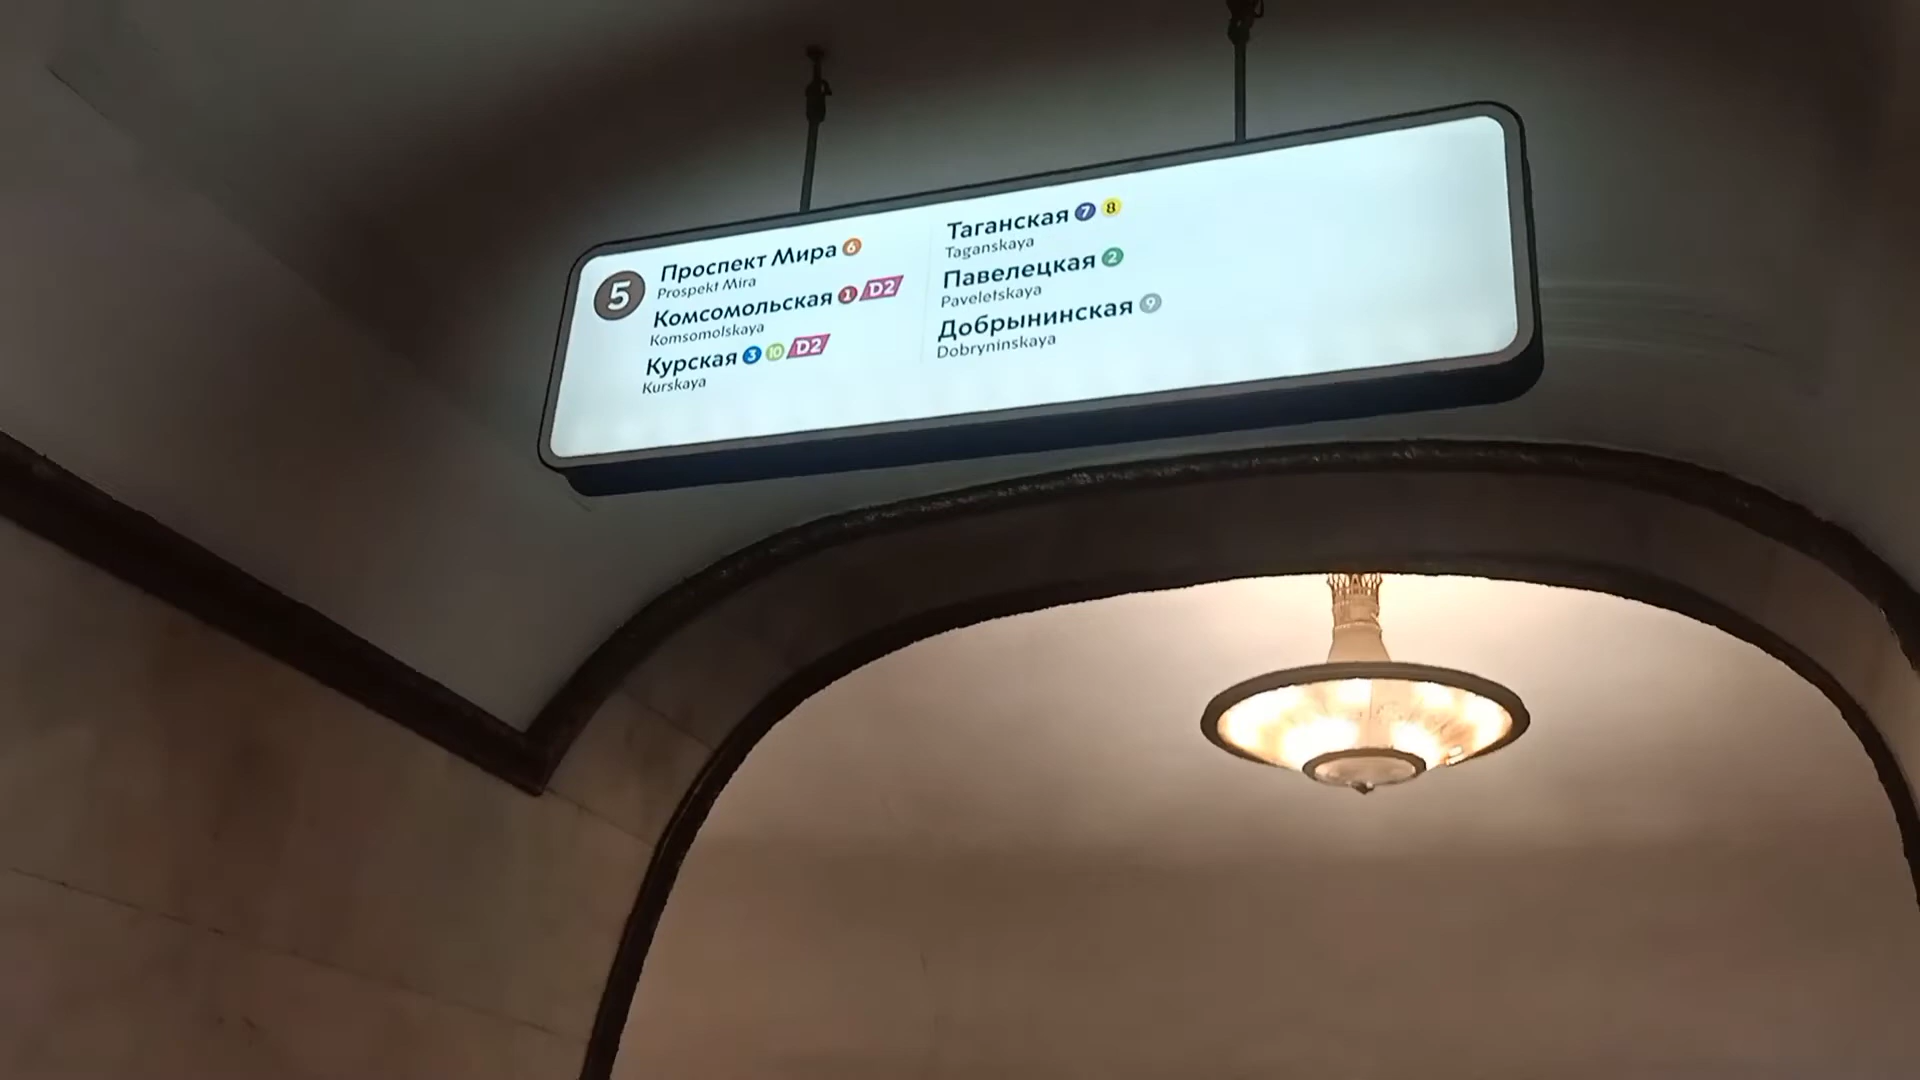 5
Проспект Мира 6
Prospekt Mira
Комсомольская 1 D2
Komsomolskaya
Курская 3 10 D2
Kurskaya
Таганская 7 8
Taganskaya
Павелецкая 2
Paveletskaya
Добрынинская 9
Dobryninskaya